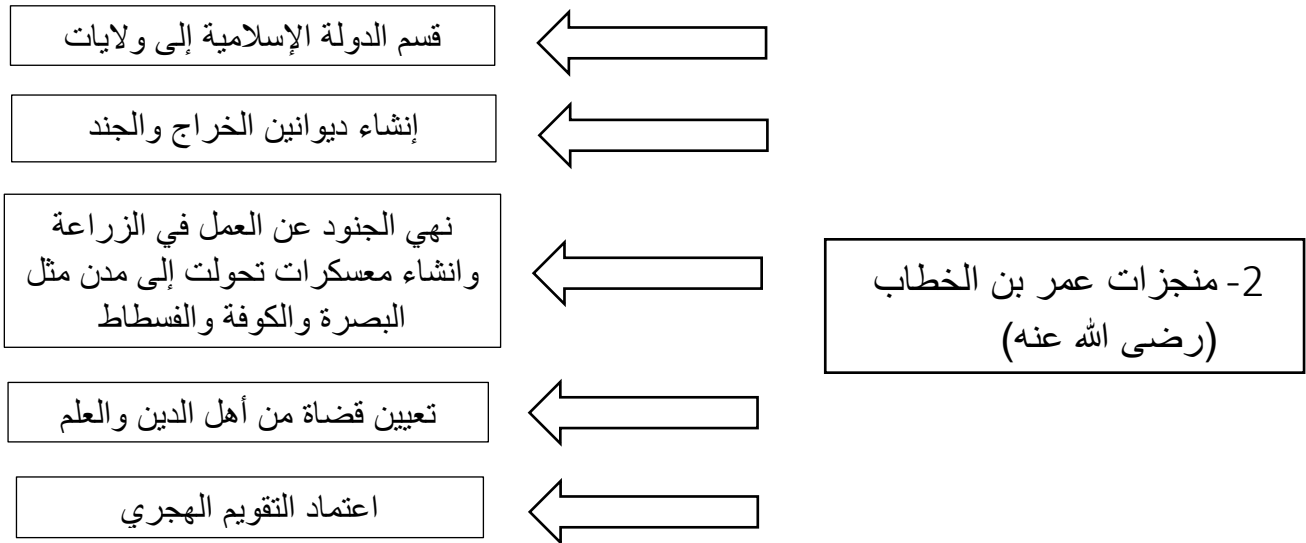 2- منجزات عمر بن الخطاب
(رضى الله عنه)
قسم الدولة الإسلامية إلى ولايات
إنشاء ديوانين الخراج والجند
نهي الجنود عن العمل في الزراعة
وانشاء معسكرات تحولت إلى مدن مثل
البصرة والكوفة والفسطاط
تعيين قضاة من أهل الدين والعلم
اعتماد التقويم الهجري